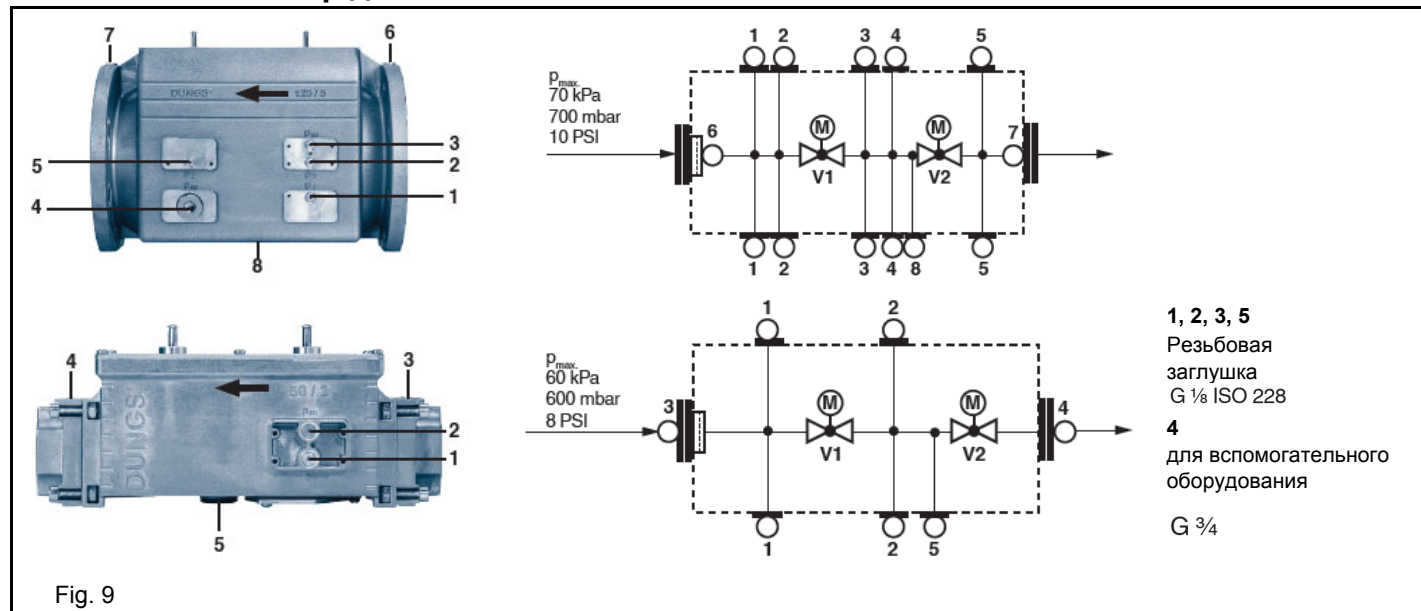 7
6
DUNGS
125 / 5
5
4
3
2
1
8
1 2 3 4 5
pmax.
70 kPa
700 mbar
10 PSI
6
M
M
7
V1
V2
1 2 3 4 8 5
4
3
DUNGS
50 / 2
2
1
5
1 2
pmax.
60 kPa
600 mbar
8 PSI
3
M
M
4
V1
V2
1 2 5
1, 2, 3, 5
Резьбовая
заглушка
G ⅛ ISO 228
4
для вспомогательного
оборудования
G ¾
Fig. 9